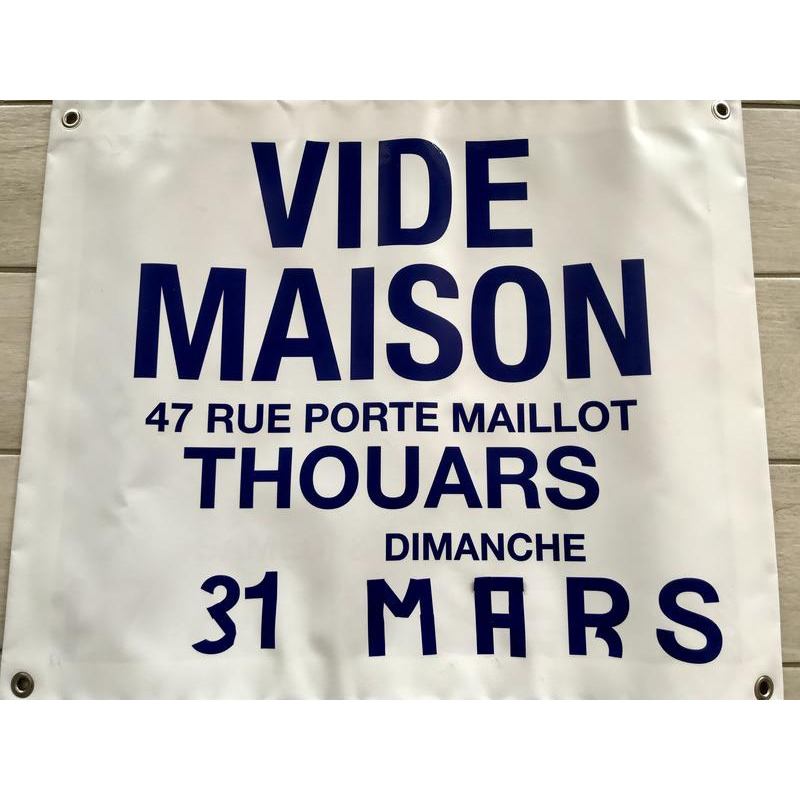 VIDE
MAISON
47 RUE PORTE MAILLOT
THOUARS
DIMANCHE
31 MARS